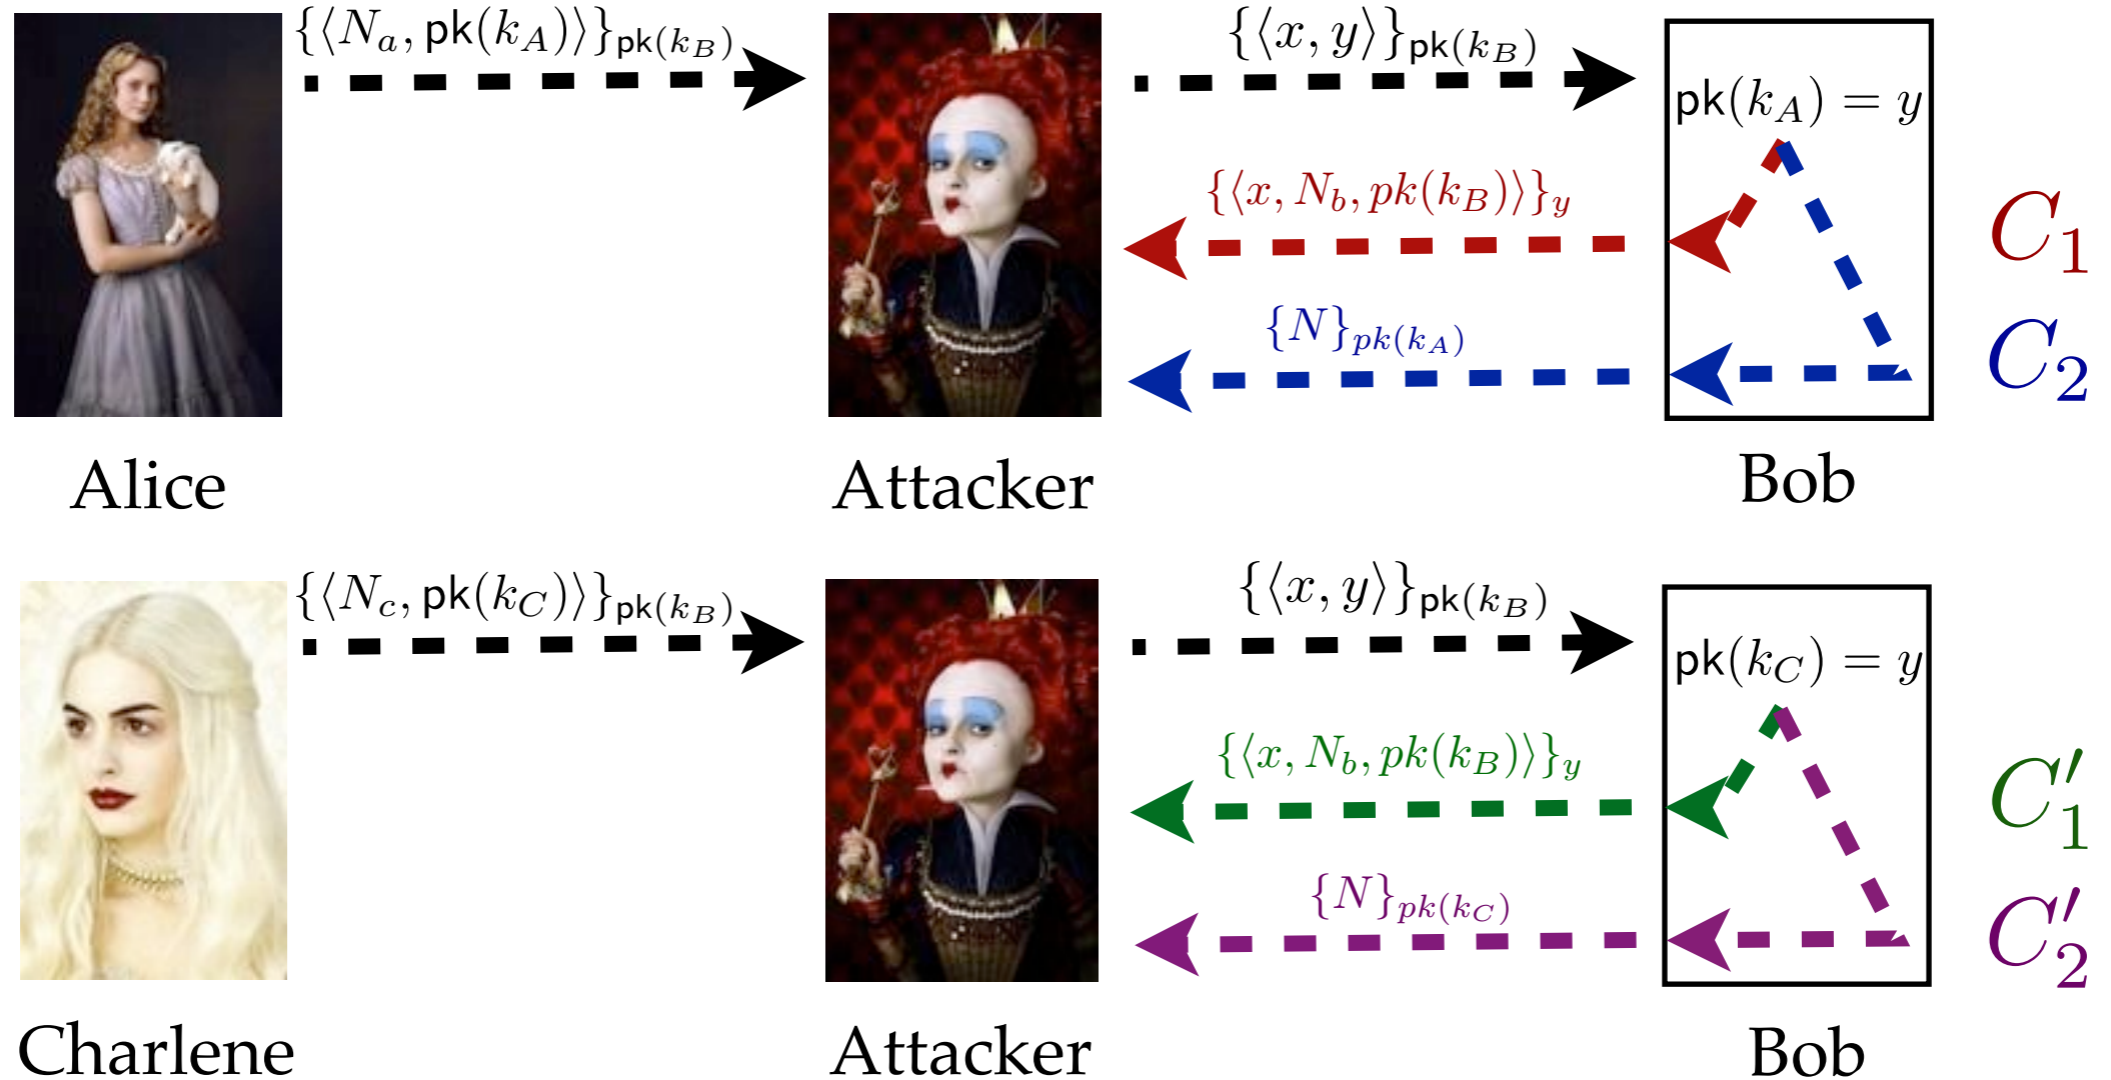 {⟨N_a, pk(k_A)⟩}_pk(k_B)
{⟨x, y⟩}_pk(k_B)
pk(k_A) = y
{⟨x, N_b, pk(k_B)⟩}_y
C_1
{N}_pk(k_A)
C_2
Alice
Attacker
Bob
{⟨N_c, pk(k_C)⟩}_pk(k_B)
{⟨x, y⟩}_pk(k_B)
pk(k_C) = y
{⟨x, N_b, pk(k_B)⟩}_y
C′_1
{N}_pk(k_C)
C′_2
Charlene
Attacker
Bob